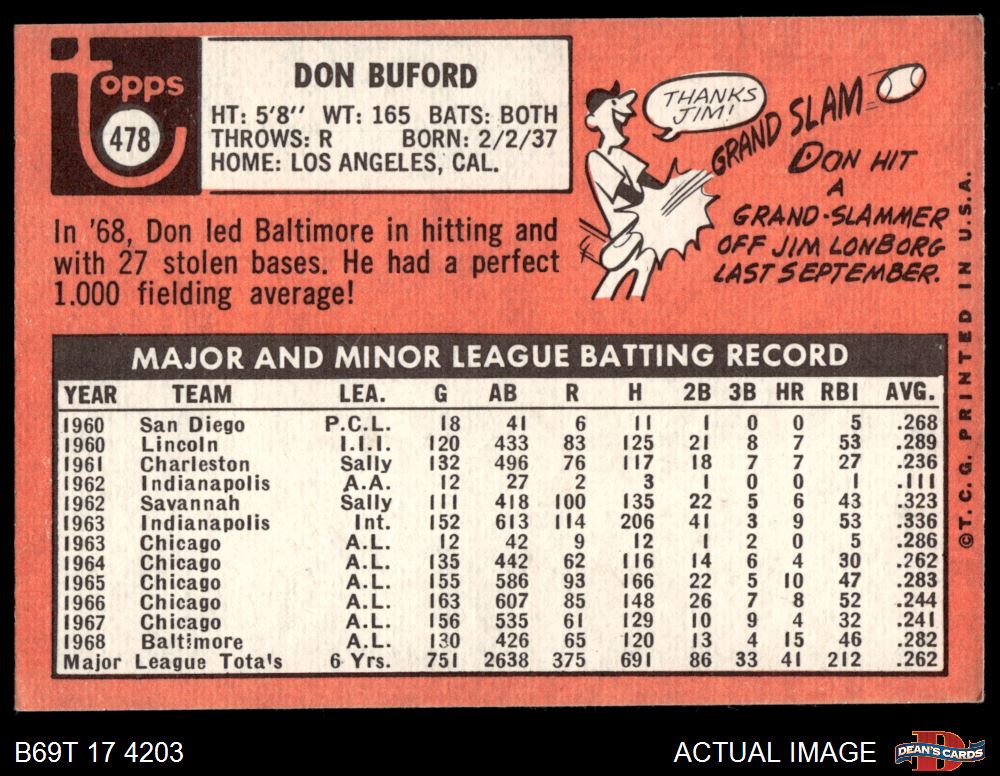 Topps
478
DON BUFORD
HT: 5'8" WT: 165 BATS: BOTH
THROWS: R BORN: 2/2/37
HOME: LOS ANGELES, CAL.
THANKS
JIM!
GRAND SLAM
DON HIT
A
GRAND-SLAMMER
OFF JIM LONBORG
LAST SEPTEMBER.
In '68, Don led Baltimore in hitting and
with 27 stolen bases. He had a perfect
1.000 fielding average!
MAJOR AND MINOR LEAGUE BATTING RECORD
YEAR TEAM LEA. G AB R H 2B 3B HR RBI AVG.
1960 San Diego P.C.L. 18 41 6 11 1 0 0 5 .268
1960 Lincoln I.I.I. 120 433 83 125 21 8 7 53 .289
1961 Charleston Sally 132 496 76 117 18 7 7 27 .236
1962 Indianapolis A.A. 12 27 2 3 1 0 0 1 .111
1962 Savannah Sally 111 418 100 135 22 5 6 43 .323
1963 Indianapolis Int. 152 613 114 206 41 3 9 53 .336
1963 Chicago A.L. 12 42 9 12 1 2 0 5 .286
1964 Chicago A.L. 135 442 62 116 14 6 4 30 .262
1965 Chicago A.L. 155 586 93 166 22 5 10 47 .283
1966 Chicago A.L. 163 607 85 148 26 7 8 52 .244
1967 Chicago A.L. 156 535 61 129 10 9 4 32 .241
1968 Baltimore A.L. 130 426 65 120 13 4 15 46 .282
Major League Tota's 6 Yrs. 751 2638 375 691 86 33 41 212 .262
©T.C.G. PRINTED IN U.S.A.
B69T 17 4203
ACTUAL IMAGE
DEAN'S CARDS